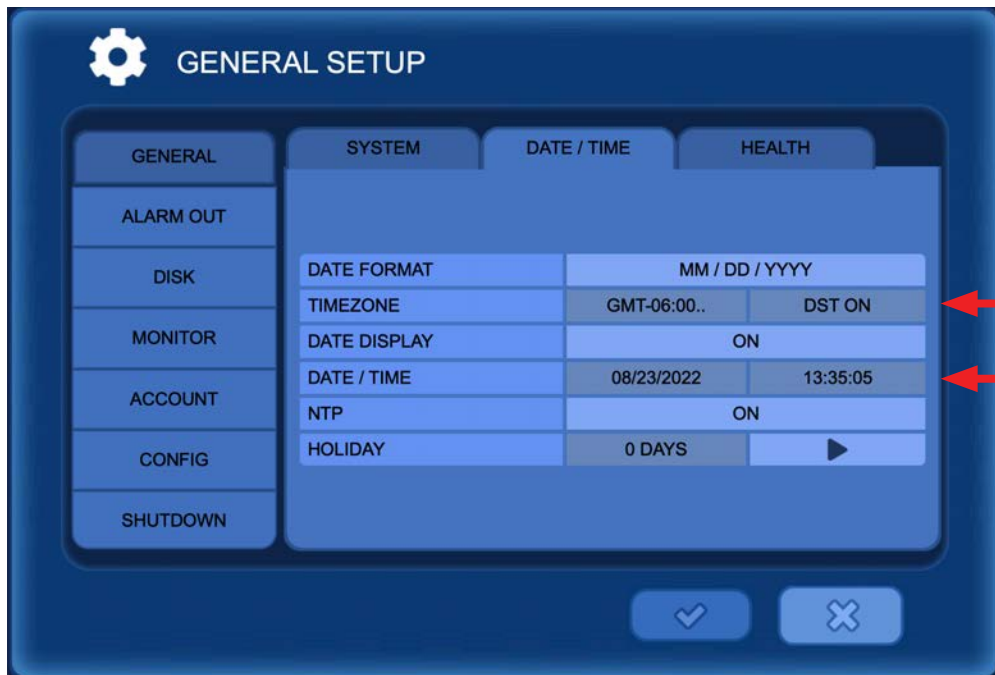 GENERAL SETUP
GENERAL
ALARM OUT
DISK
MONITOR
ACCOUNT
CONFIG
SHUTDOWN
SYSTEM DATE / TIME HEALTH
DATE FORMAT MM / DD / YYYY
TIMEZONE GMT-06:00.. DST ON
DATE DISPLAY ON
DATE / TIME 08/23/2022 13:35:05
NTP ON
HOLIDAY 0 DAYS